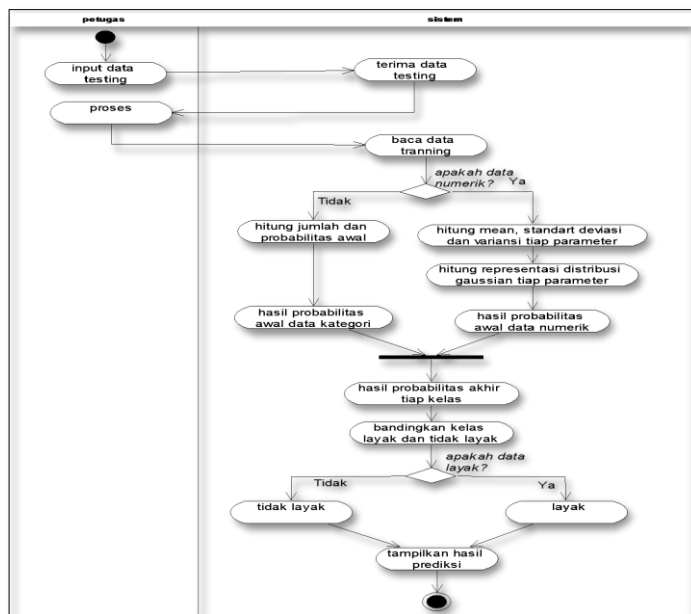 petugas
sistem
input data
testing
terima data
testing
proses
baca data
tranning
apakah data
numerik?
Ya
Tidak
hitung jumlah dan
probabilitas awal
hitung mean, standart deviasi
dan variansi tiap parameter
hitung representasi distribusi
gaussian tiap parameter
hasil probabilitas
awal data kategori
hasil probabilitas
awal data numerik
hasil probabilitas akhir
tiap kelas
bandingkan kelas
layak dan tidak layak
apakah data
layak?
Tidak
Ya
tidak layak
layak
tampilkan hasil
prediksi